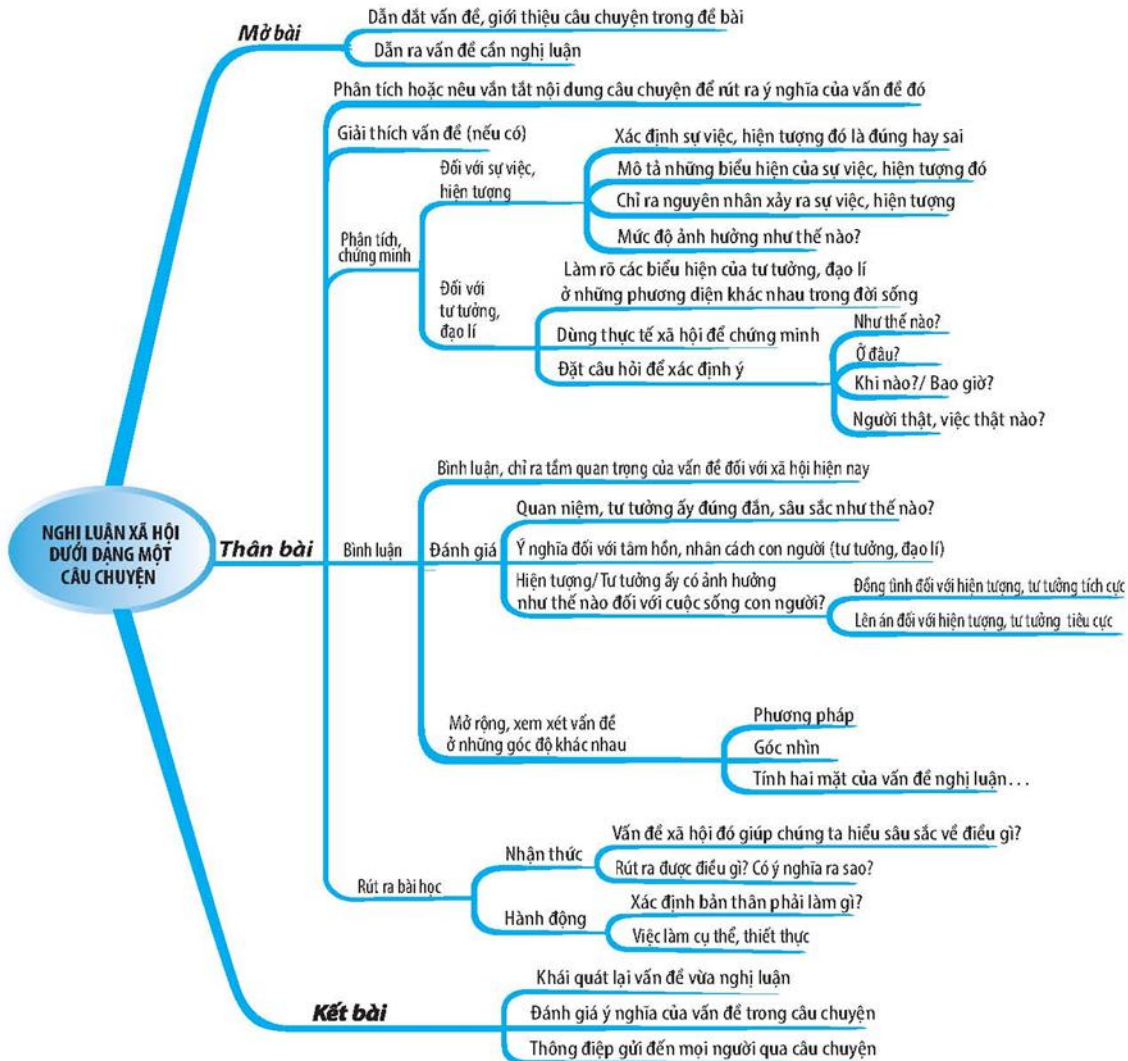 Mở bài
Dẫn dắt vấn đề, giới thiệu câu chuyện trong đề bài
Dẫn ra vấn đề cần nghị luận
Phân tích hoặc nêu vắn tắt nội dung câu chuyện để rút ra ý nghĩa của vấn đề đó
Giải thích vấn đề (nếu có)
Phân tích,
chứng minh
Đối với sự việc,
hiện tượng
Xác định sự việc, hiện tượng đó là đúng hay sai
Mô tả những biểu hiện của sự việc, hiện tượng đó
Chỉ ra nguyên nhân xảy ra sự việc, hiện tượng
Mức độ ảnh hưởng như thế nào?
Đối với
tư tưởng,
đạo lí
Làm rõ các biểu hiện của tư tưởng, đạo lí
ở những phương diện khác nhau trong đời sống
Dùng thực tế xã hội để chứng minh
Đặt câu hỏi để xác định ý
Như thế nào?
Ở đâu?
Khi nào?/ Bao giờ?
Người thật, việc thật nào?
NGHỊ LUẬN XÃ HỘI
DƯỚI DẠNG MỘT
CÂU CHUYỆN
Thân bài
Bình luận
Bình luận, chỉ ra tầm quan trọng của vấn đề đối với xã hội hiện nay
Đánh giá
Quan niệm, tư tưởng ấy đúng đắn, sâu sắc như thế nào?
Ý nghĩa đối với tâm hồn, nhân cách con người (tư tưởng, đạo lí)
Hiện tượng/ Tư tưởng ấy có ảnh hưởng
như thế nào đối với cuộc sống con người?
Đồng tình đối với hiện tượng, tư tưởng tích cực
Lên án đối với hiện tượng, tư tưởng tiêu cực
Mở rộng, xem xét vấn đề
ở những góc độ khác nhau
Phương pháp
Góc nhìn
Tính hai mặt của vấn đề nghị luận...
Rút ra bài học
Nhận thức
Vấn đề xã hội đó giúp chúng ta hiểu sâu sắc về điều gì?
Rút ra được điều gì? Có ý nghĩa ra sao?
Hành động
Xác định bản thân phải làm gì?
Việc làm cụ thể, thiết thực
Kết bài
Khái quát lại vấn đề vừa nghị luận
Đánh giá ý nghĩa của vấn đề trong câu chuyện
Thông điệp gửi đến mọi người qua câu chuyện